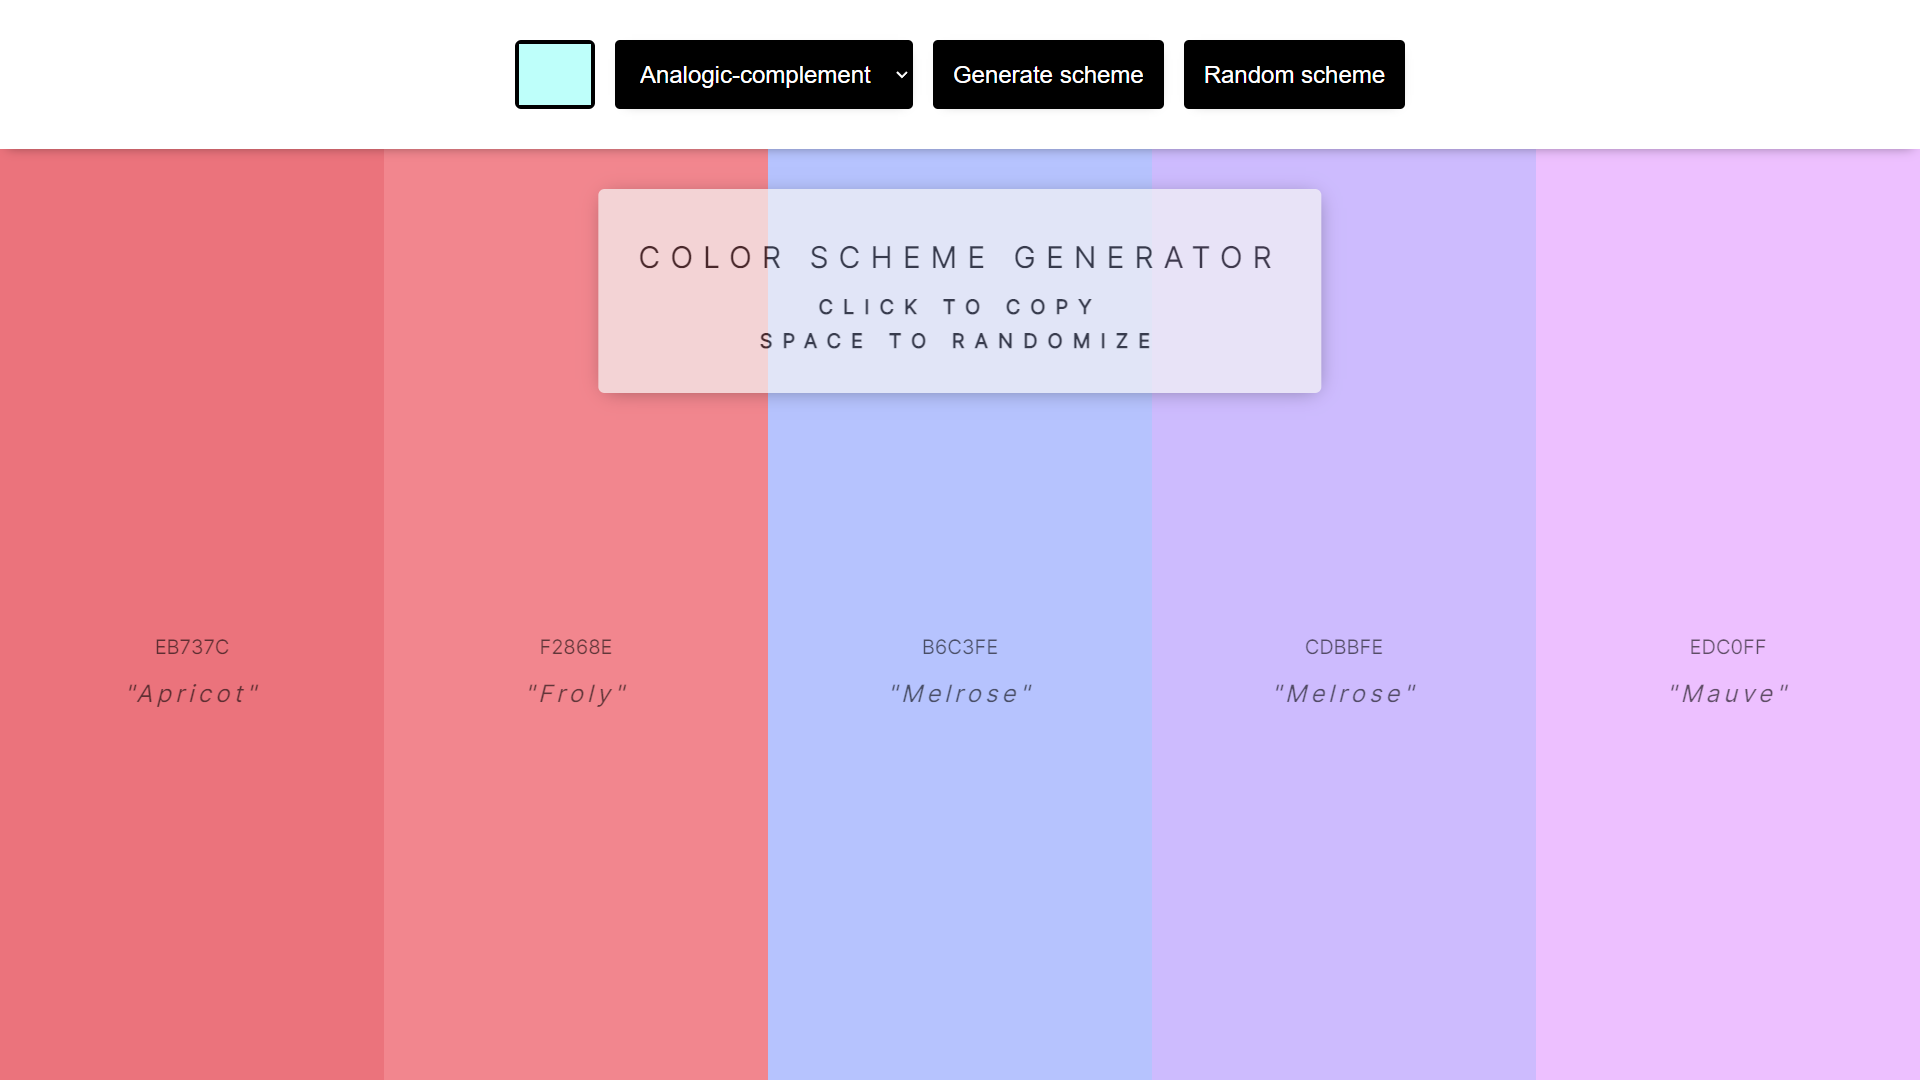 Analogic-complement Generate scheme Random scheme
COLOR SCHEME GENERATOR
CLICK TO COPY
SPACE TO RANDOMIZE
EB737C F2868E B6C3FE CDBBFE EDC0FF
"Apricot" "Froly" "Melrose" "Melrose" "Mauve"